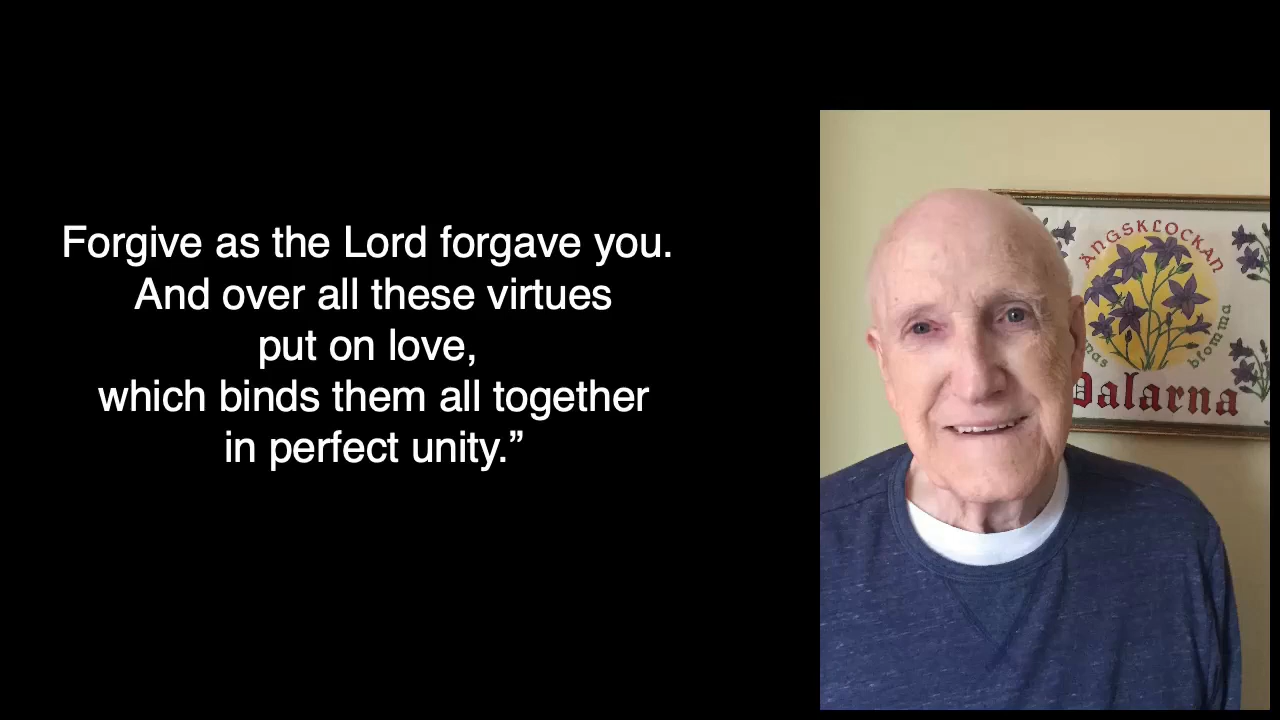 Forgive as the Lord forgave you.
And over all these virtues
put on love,
which binds them all together
in perfect unity.”
ÄNGSKLOCKAN
blomma
Dalarna